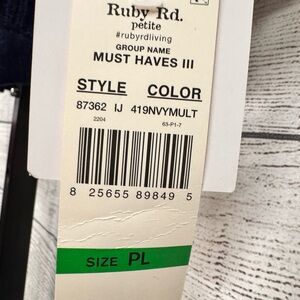 Ruby Rd.
petite
#rubyrdliving
GROUP NAME
MUST HAVES III
STYLE COLOR
87362 IJ 419NVYMULT
2204 63-P1-7
8 25655 89849 5
SIZE PL